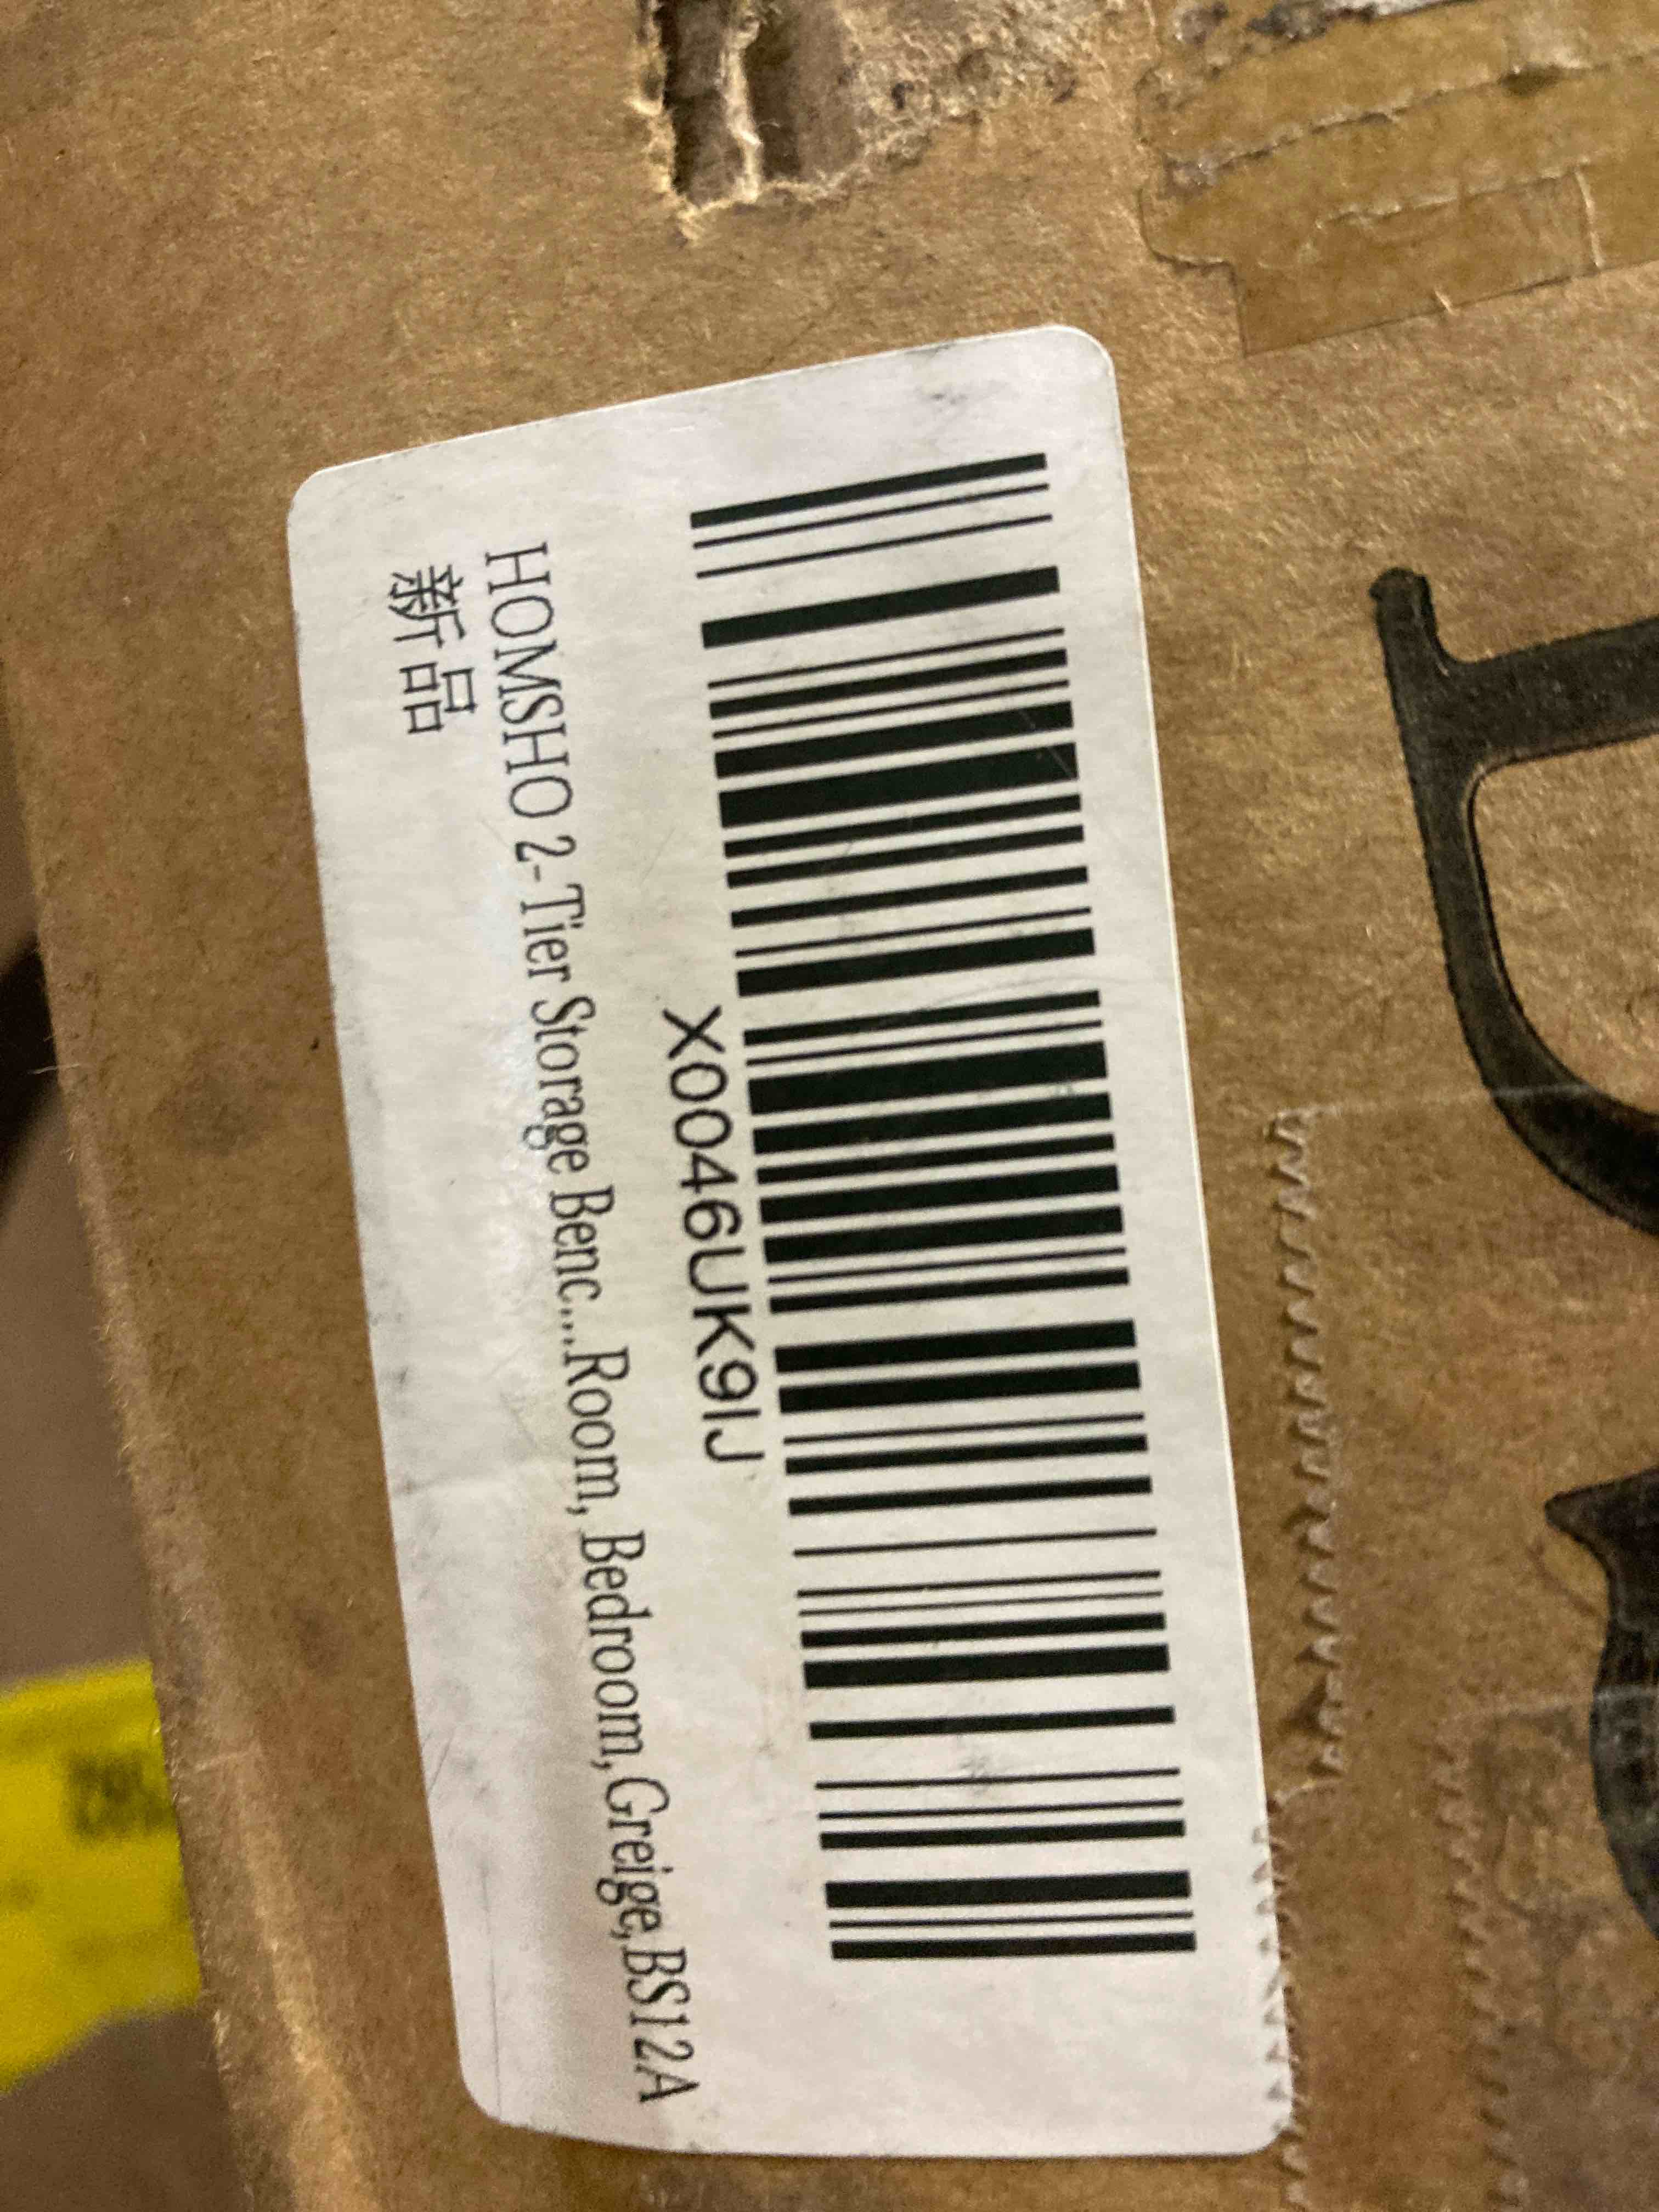 X0046UK9IJ
HOMSHO 2-Tier Storage Benc...Room, Bedroom,Greige,BS12A
新品